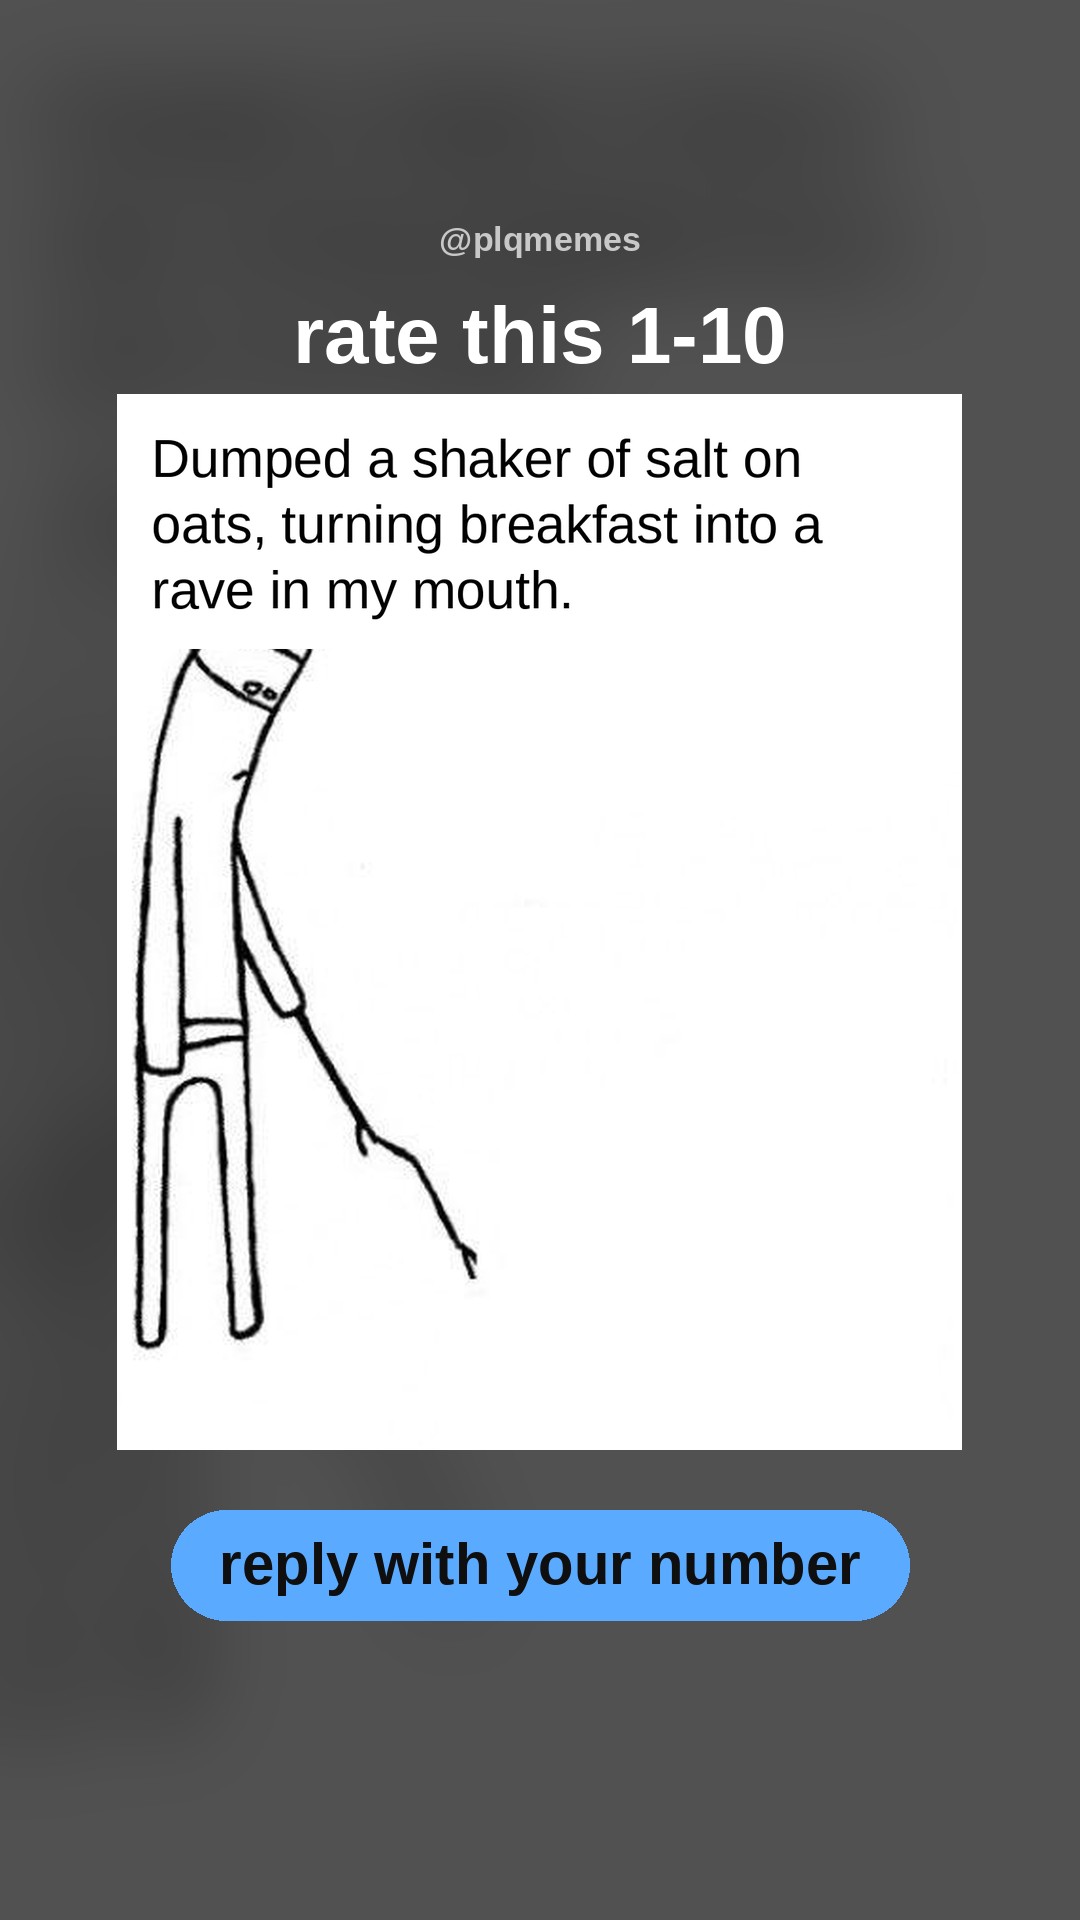 @plqmemes
rate this 1-10
Dumped a shaker of salt on
oats, turning breakfast into a
rave in my mouth.
reply with your number